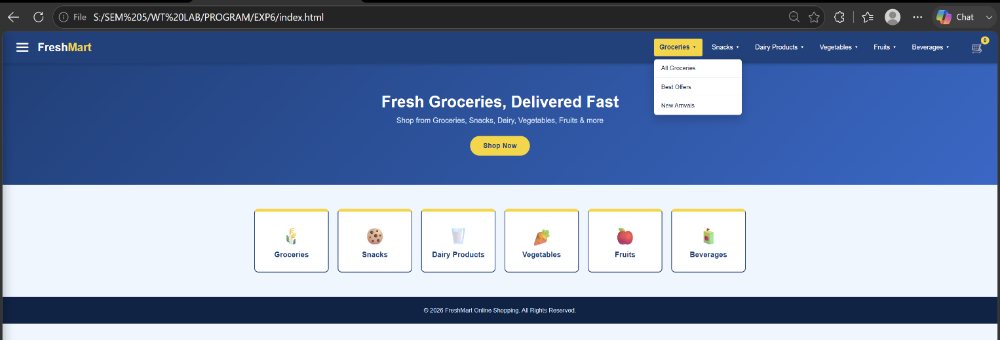 File S:/SEM%205/WT%20LAB/PROGRAM/EXP6/index.html Chat
FreshMart Groceries Snacks Dairy Products Vegetables Fruits Beverages 0
All Groceries
Best Offers
New Arrivals
Fresh Groceries, Delivered Fast
Shop from Groceries, Snacks, Dairy, Vegetables, Fruits & more
Shop Now
Groceries Snacks Dairy Products Vegetables Fruits Beverages
© 2026 FreshMart Online Shopping. All Rights Reserved.